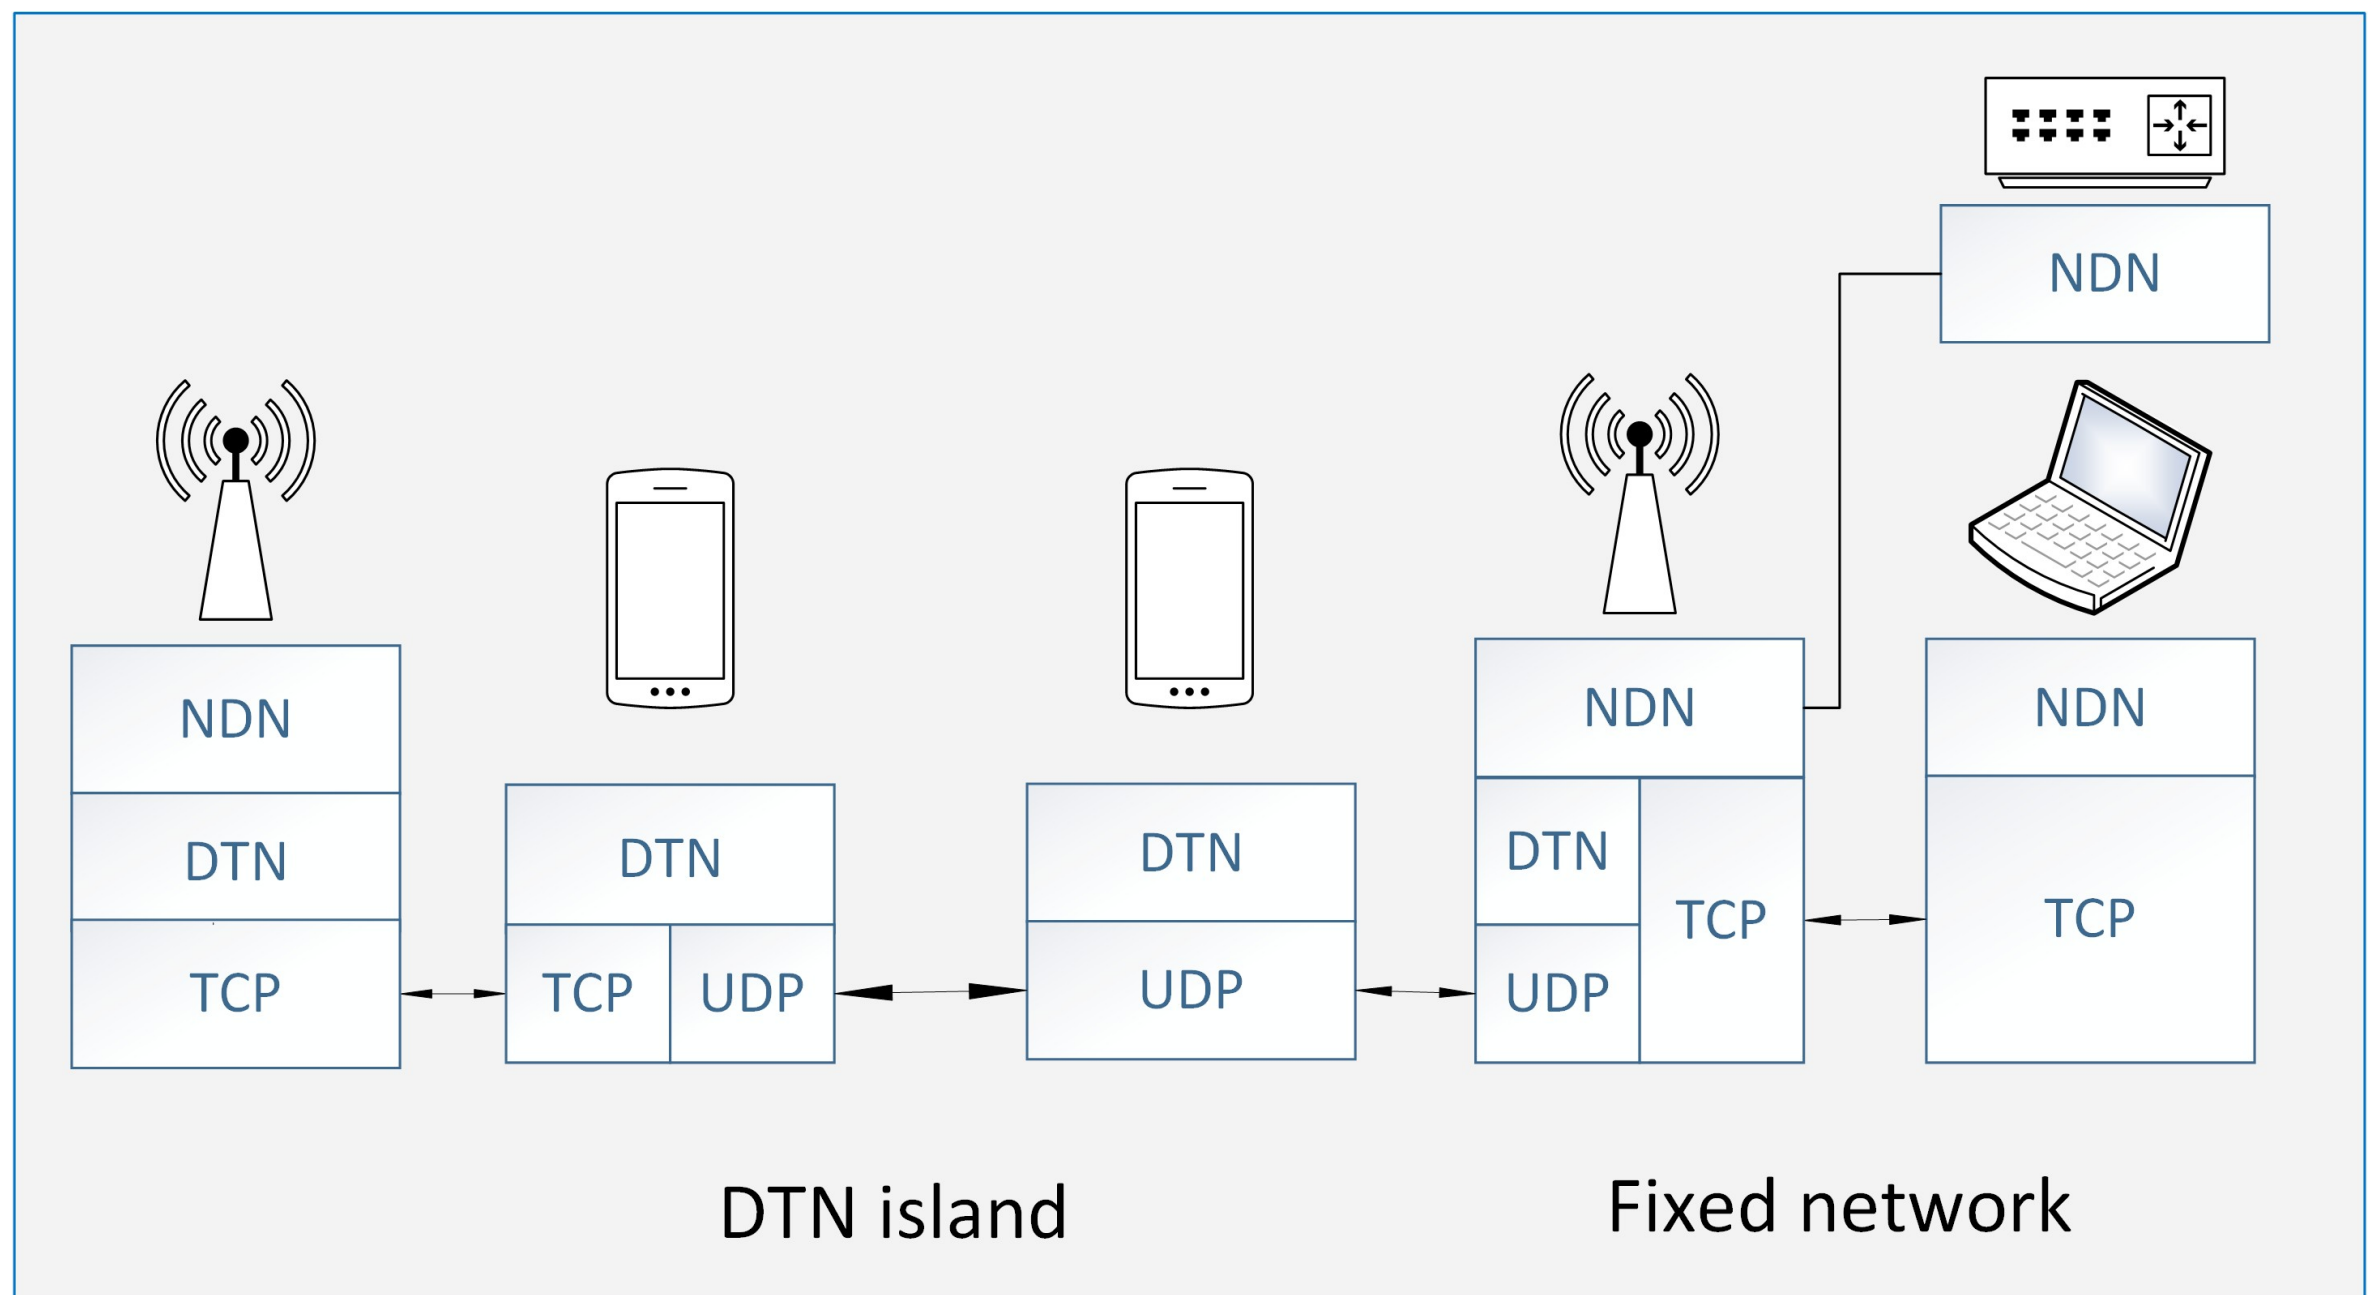 NDN
NDN
DTN
TCP
DTN
TCP
UDP
DTN
UDP
NDN
DTN
UDP
TCP
NDN
TCP
DTN island
Fixed network